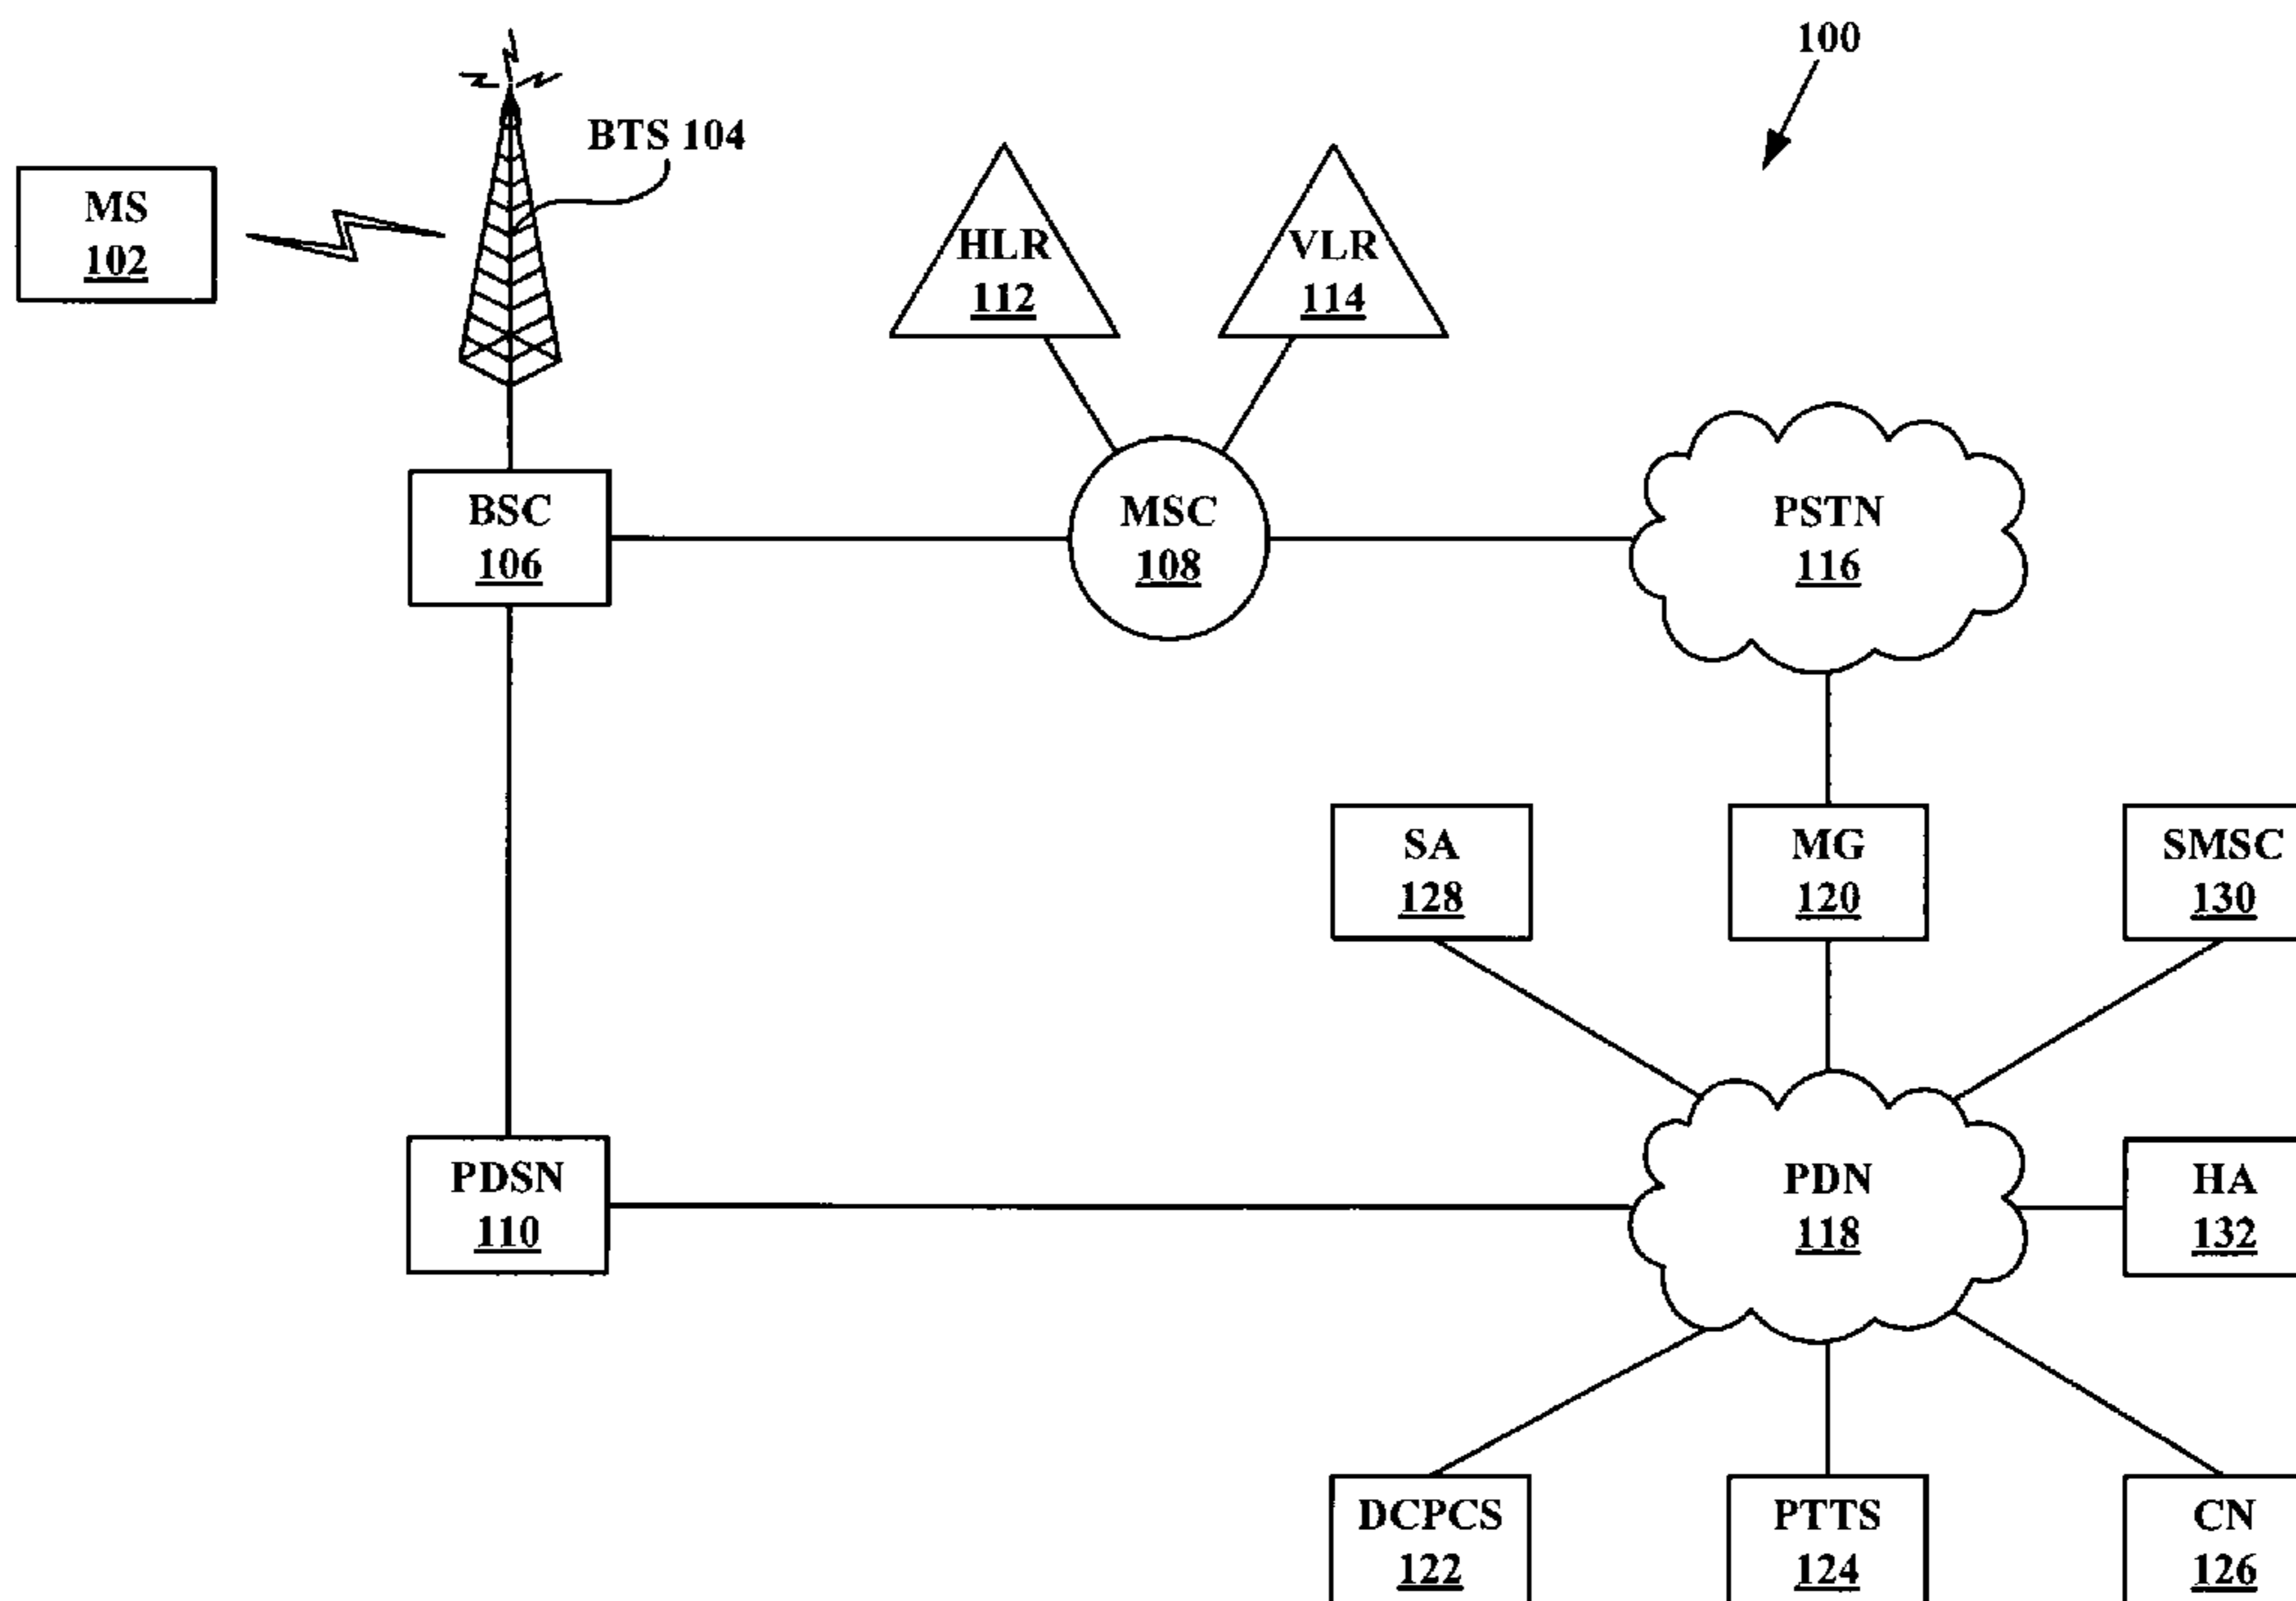 100
BTS 104
MS
102
HLR
112
VLR
114
BSC
106
MSC
108
PSTN
116
SA
128
MG
120
SMSC
130
PDSN
110
PDN
118
HA
132
DCPCS
122
PTTS
124
CN
126